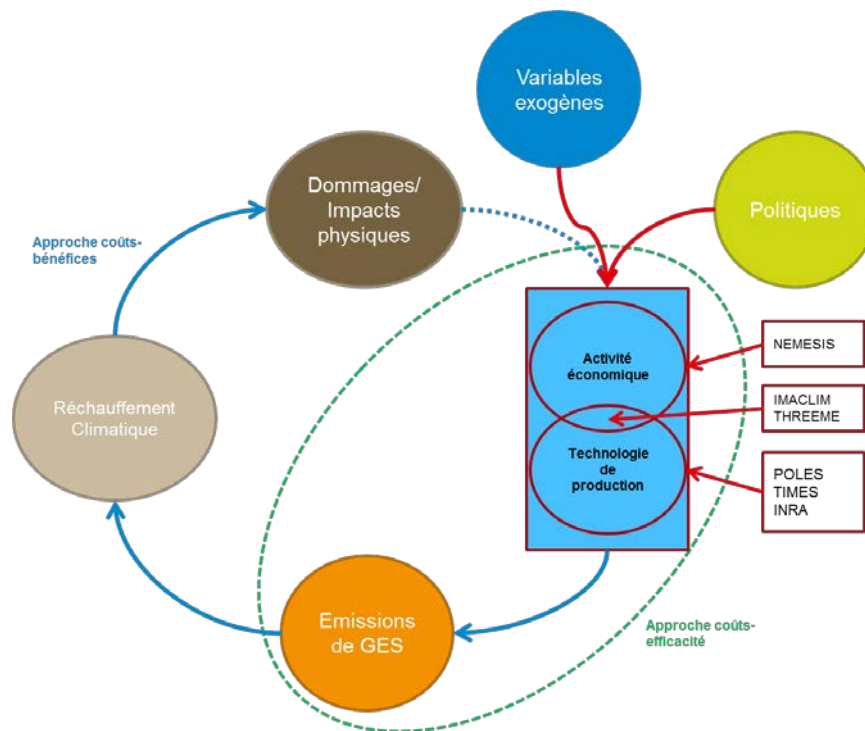 Variables
exogènes
Dommages/
Impacts
physiques
Politiques
Approche coûts-
bénéfices
Activité
économique
NEMESIS
IMACLIM
THREEME
Réchauffement
Climatique
Technologie
de
production
POLES
TIMES
INRA
Emissions
de GES
Approche coûts-
efficacité